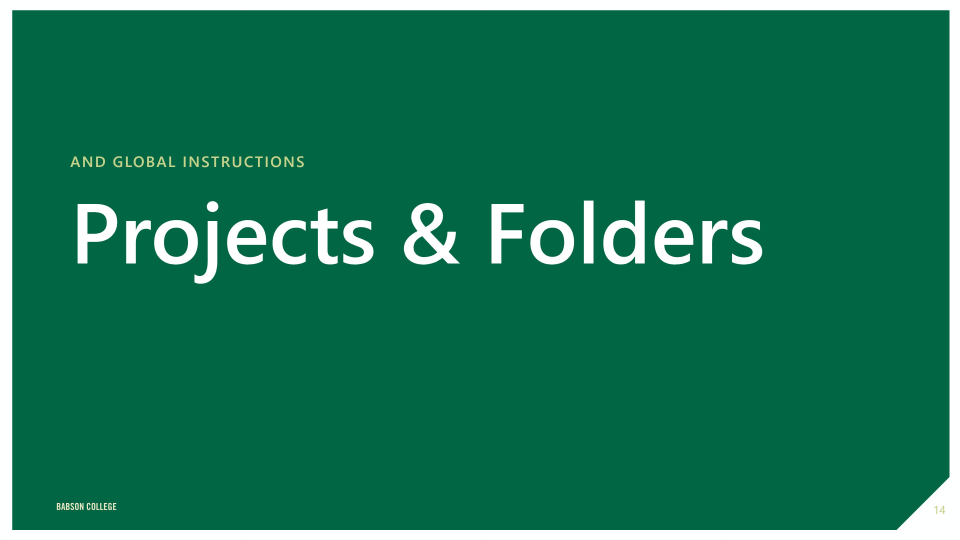 AND GLOBAL INSTRUCTIONS
Projects & Folders
BABSON COLLEGE
14